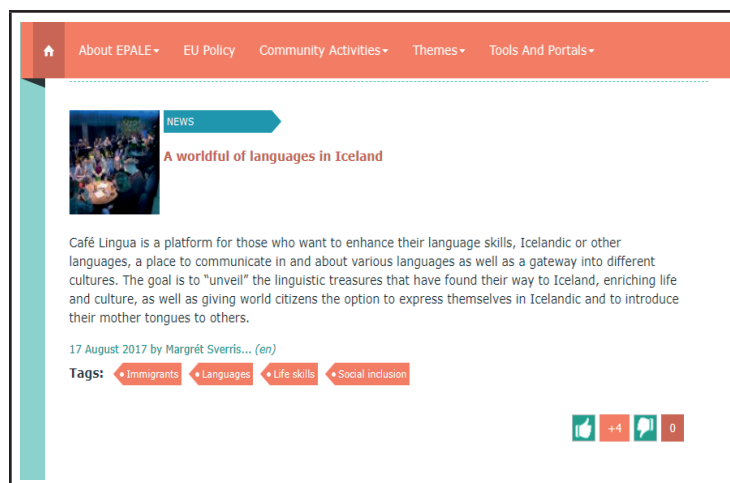 About EPALE EU Policy Community Activities Themes Tools And Portals
NEWS
A worldful of languages in Iceland
Café Lingua is a platform for those who want to enhance their language skills, Icelandic or other
languages, a place to communicate in and about various languages as well as a gateway into different
cultures. The goal is to “unveil” the linguistic treasures that have found their way to Iceland, enriching life
and culture, as well as giving world citizens the option to express themselves in Icelandic and to introduce
their mother tongues to others.
17 August 2017 by Margrét Sverris... (en)
Tags: Immigrants Languages Life skills Social inclusion
+4 0